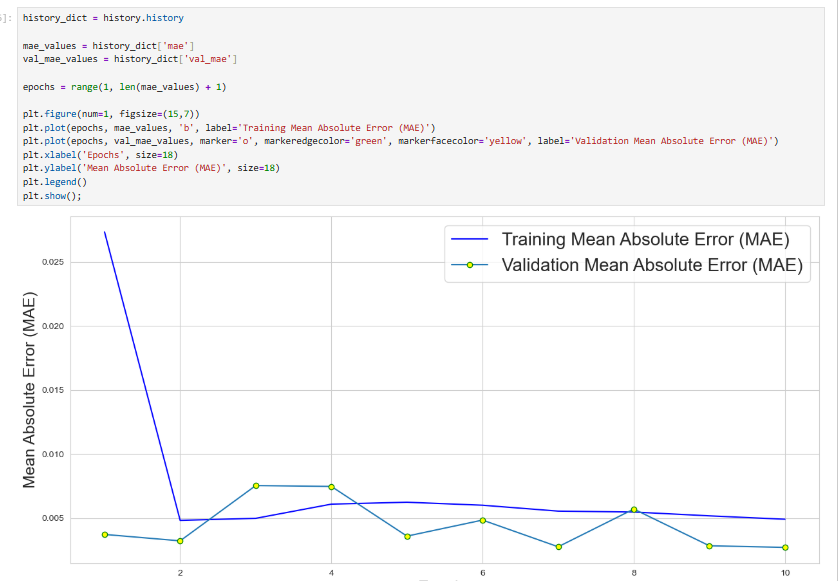 ]:
history_dict = history.history
mae_values = history_dict['mae']
val_mae_values = history_dict['val_mae']
epochs = range(1, len(mae_values) + 1)
plt.figure(num=1, figsize=(15,7))
plt.plot(epochs, mae_values, 'b', label='Training Mean Absolute Error (MAE)')
plt.plot(epochs, val_mae_values, marker='o', markeredgecolor='green', markerfacecolor='yellow', label='Validation Mean Absolute Error (MAE)')
plt.xlabel('Epochs', size=18)
plt.ylabel('Mean Absolute Error (MAE)', size=18)
plt.legend()
plt.show();
Training Mean Absolute Error (MAE)
Validation Mean Absolute Error (MAE)
Mean Absolute Error (MAE)
0.025
0.020
0.015
0.010
0.005
2 4 6 8 10